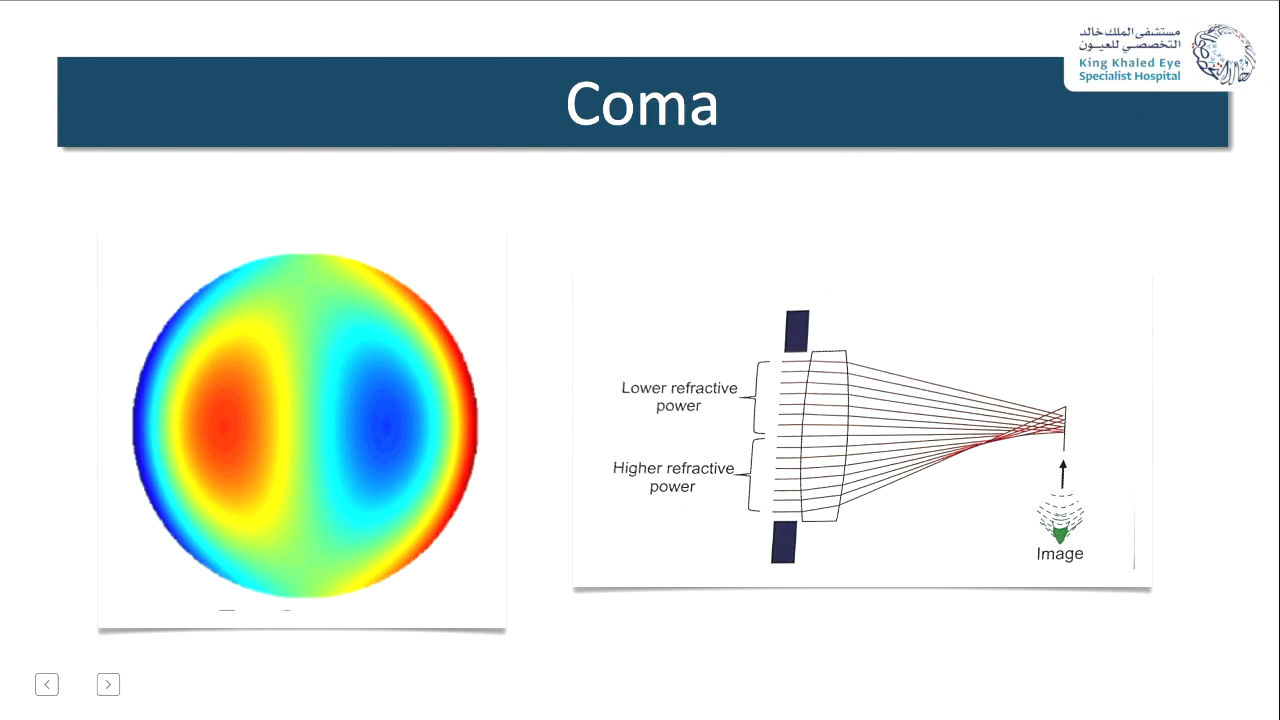 مستشفى الملك خالد
التخصصي للعيون
King Khaled Eye
Specialist Hospital
Coma
Lower refractive
power
Higher refractive
power
Image